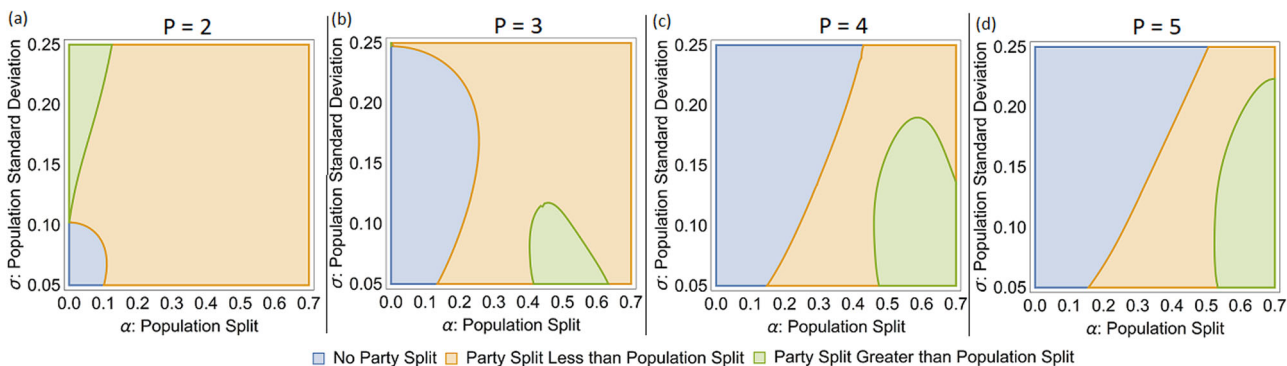 (a)
P = 2
σ: Population Standard Deviation
0.25
0.20
0.15
0.10
0.05
0.0 0.1 0.2 0.3 0.4 0.5 0.6 0.7
α: Population Split
(b)
P = 3
σ: Population Standard Deviation
0.25
0.20
0.15
0.10
0.05
0.0 0.1 0.2 0.3 0.4 0.5 0.6 0.7
α: Population Split
(c)
P = 4
σ: Population Standard Deviation
0.25
0.20
0.15
0.10
0.05
0.0 0.1 0.2 0.3 0.4 0.5 0.6 0.7
α: Population Split
(d)
P = 5
σ: Population Standard Deviation
0.25
0.20
0.15
0.10
0.05
0.0 0.1 0.2 0.3 0.4 0.5 0.6 0.7
α: Population Split
No Party Split Party Split Less than Population Split Party Split Greater than Population Split